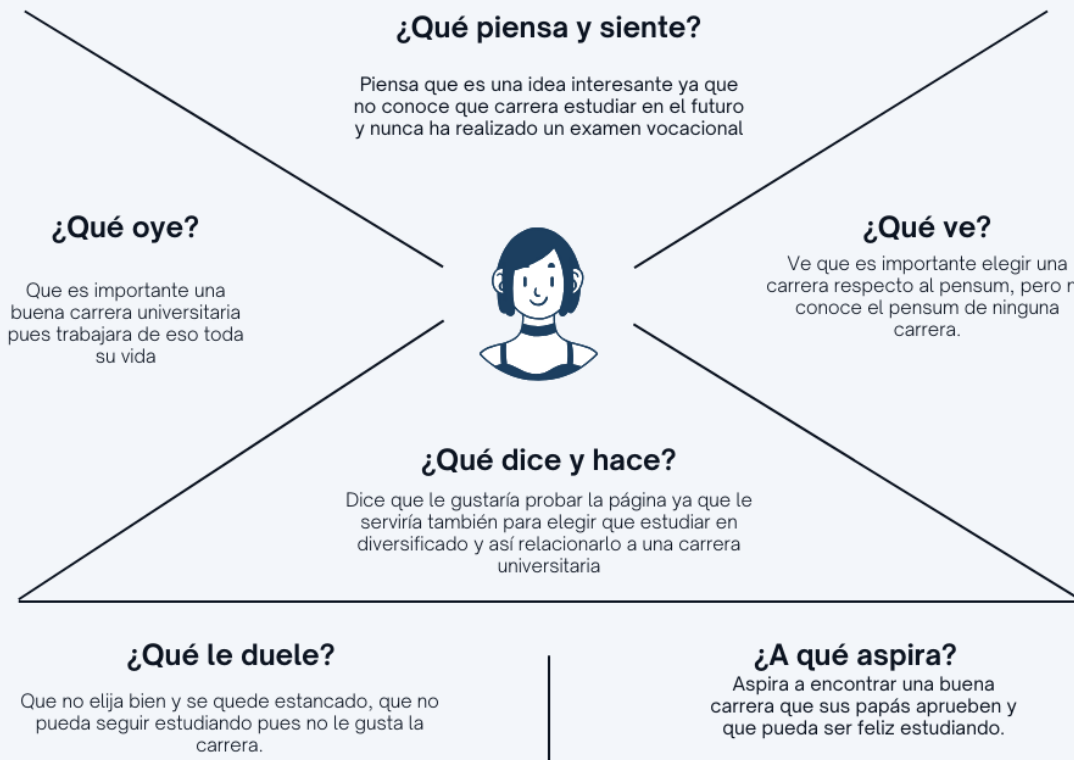 ¿Qué piensa y siente?
Piensa que es una idea interesante ya que
no conoce que carrera estudiar en el futuro
y nunca ha realizado un examen vocacional
¿Qué oye?
Que es importante una
buena carrera universitaria
pues trabajara de eso toda
su vida
¿Qué ve?
Ve que es importante elegir una
carrera respecto al pensum, pero
conoce el pensum de ninguna
carrera.
¿Qué dice y hace?
Dice que le gustaría probar la página ya que le
serviría también para elegir que estudiar en
diversificado y así relacionarlo a una carrera
universitaria
¿Qué le duele?
Que no elija bien y se quede estancado, que no
pueda seguir estudiando pues no le gusta la
carrera.
¿A qué aspira?
Aspira a encontrar una buena
carrera que sus papás aprueben y
que pueda ser feliz estudiando.